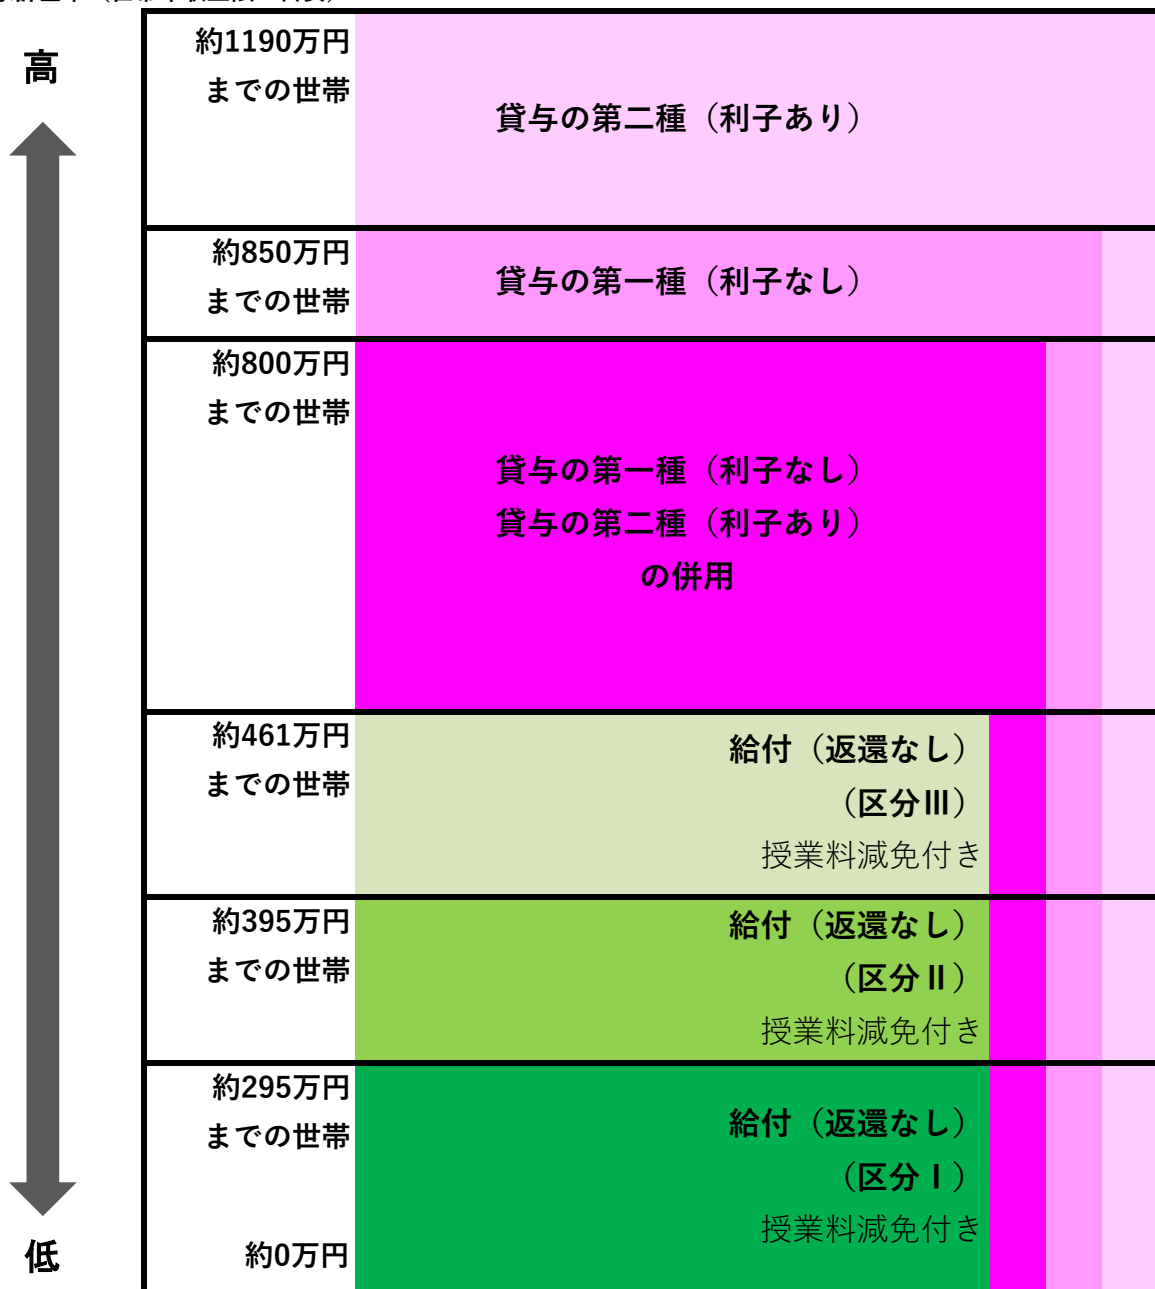 高
約1190万円
までの世帯
貸与の第二種（利子あり）
約850万円
までの世帯
貸与の第一種（利子なし）
約800万円
までの世帯
貸与の第一種（利子なし）
貸与の第二種（利子あり）
の併用
約461万円
までの世帯
給付（返還なし）
（区分Ⅲ）
授業料減免付き
約395万円
までの世帯
給付（返還なし）
（区分Ⅱ）
授業料減免付き
約295万円
までの世帯
給付（返還なし）
（区分Ⅰ）
授業料減免付き
低
約0万円